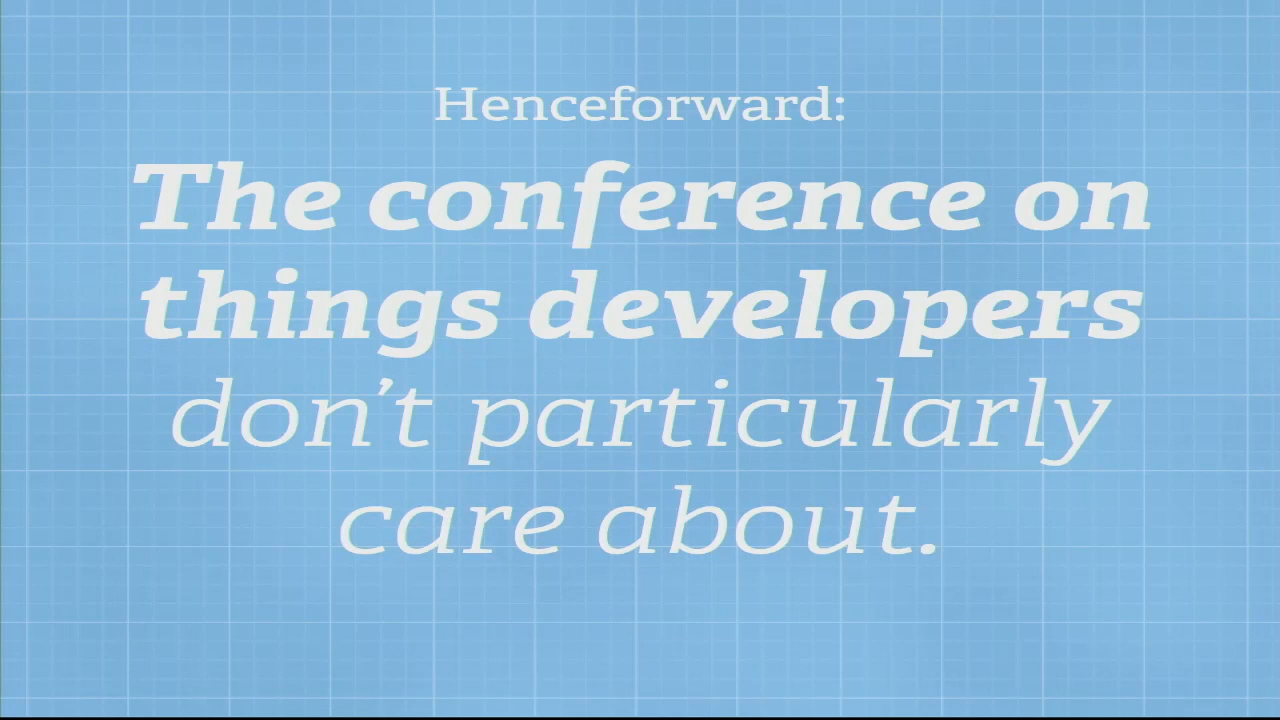 Henceforward:
The conference on
things developers
don’t particularly
care about.